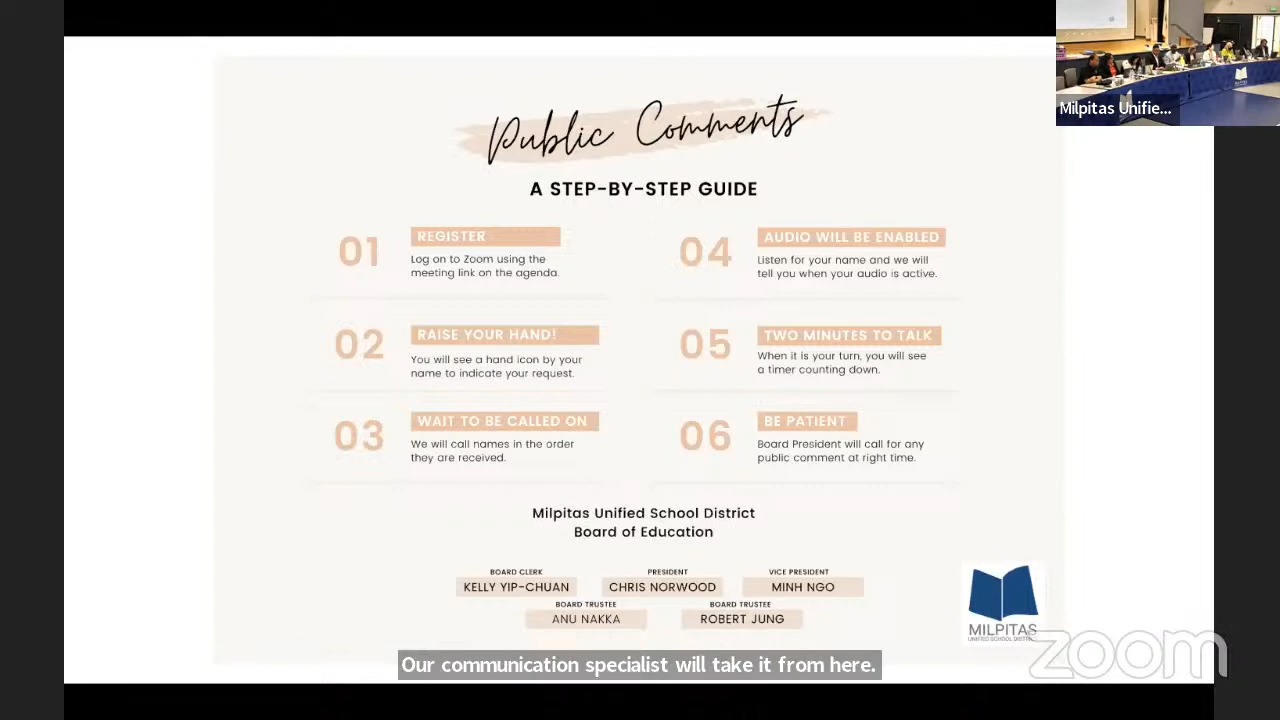 Public Comments
A STEP-BY-STEP GUIDE
01
REGISTER
Log on to Zoom using the
meeting link on the agenda.
02
RAISE YOUR HAND!
You will see a hand icon by your
name to indicate your request.
03
WAIT TO BE CALLED ON
We will call names in the order
they are received.
04
AUDIO WILL BE ENABLED
Listen for your name and we will
tell you when your audio is active.
05
TWO MINUTES TO TALK
When it is your turn, you will see
a timer counting down.
06
BE PATIENT
Board President will call for any
public comment at right time.
Milpitas Unified School District
Board of Education
BOARD CLERK
KELLY YIP-CHUAN
PRESIDENT
CHRIS NORWOOD
VICE PRESIDENT
MINH NGO
BOARD TRUSTEE
ANU NAKKA
BOARD TRUSTEE
ROBERT JUNG
MILPITAS
UNIFIED SCHOOL DISTRICT
zoom
Our communication specialist will take it from here.
Milpitas Unifie...